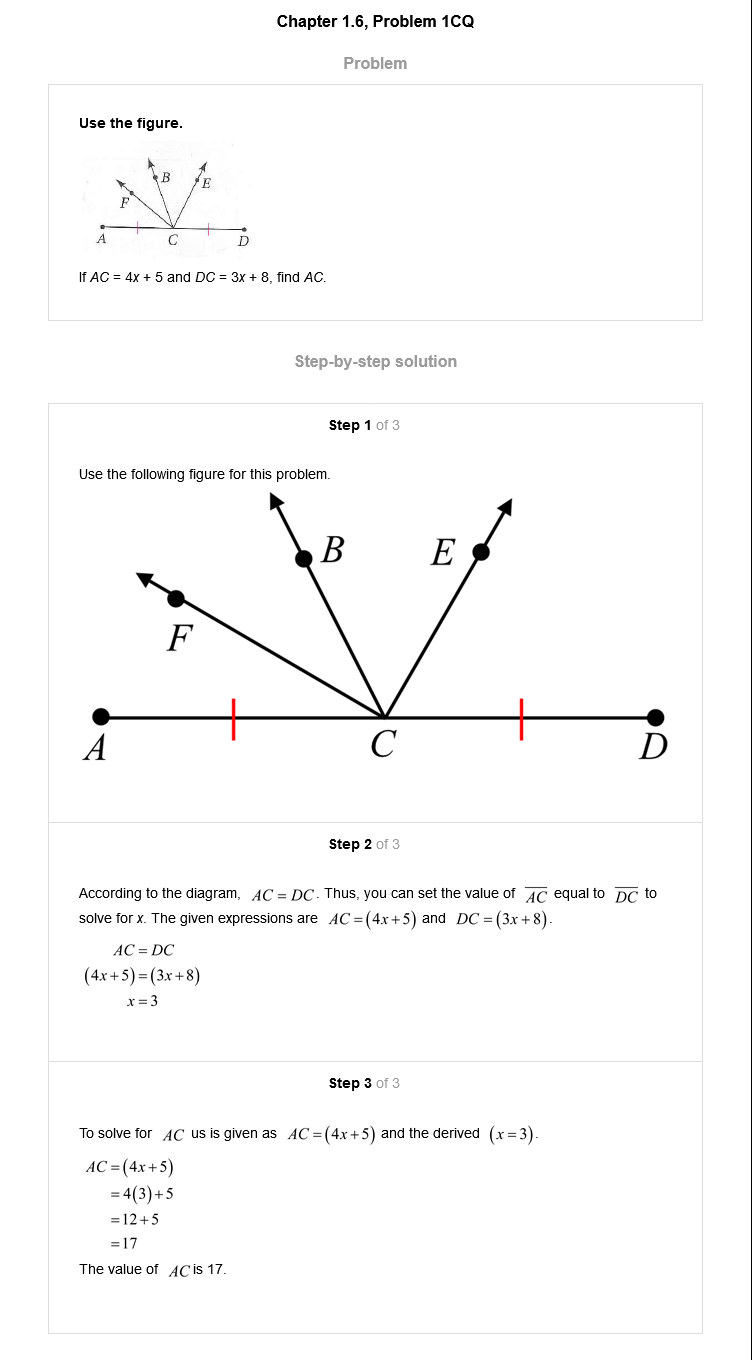 Chapter 1.6, Problem 1CQ
Problem
Use the figure.
B
E
F
A
C
D
If AC = 4x + 5 and DC = 3x + 8, find AC.
Step-by-step solution
Step 1 of 3
Use the following figure for this problem.
B
E
F
A
C
D
Step 2 of 3
According to the diagram, AC = DC. Thus, you can set the value of A̅C̅ equal to D̅C̅ to
solve for x. The given expressions are AC = (4x+5) and DC = (3x+8).
AC = DC
(4x+5) = (3x+8)
x = 3
Step 3 of 3
To solve for AC us is given as AC = (4x+5) and the derived (x=3).
AC = (4x+5)
= 4(3)+5
= 12+5
= 17
The value of AC is 17.